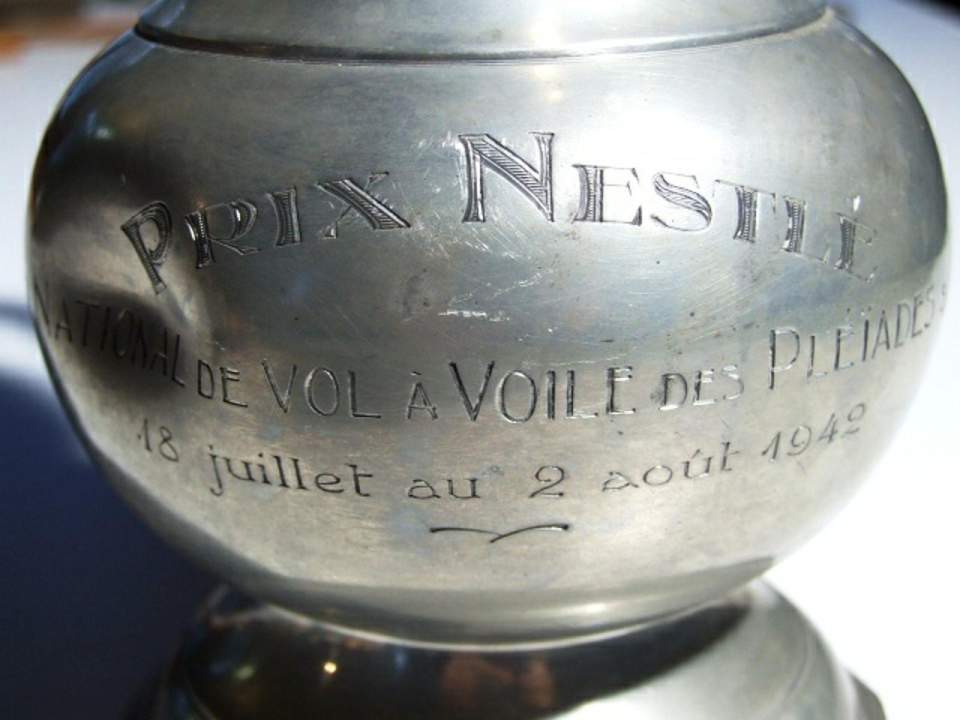 PRIX NESTLÉ
NATIONAL DE VOL À VOILE DES PLÉIADES
18 juillet au 2 août 1942